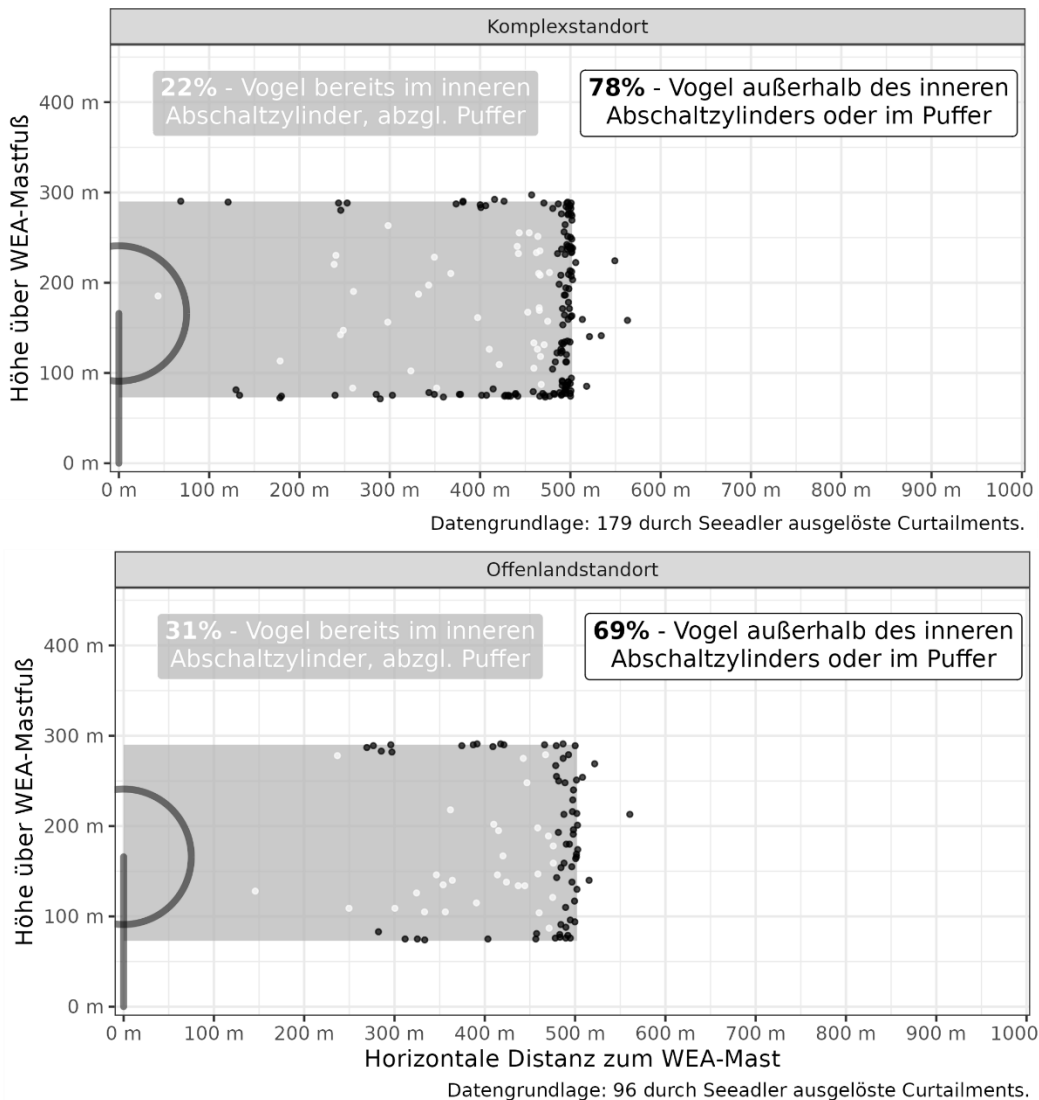 Komplexstandort
22% - Vogel bereits im inneren
Abschaltzylinder, abzgl. Puffer
78% - Vogel außerhalb des inneren
Abschaltzylinders oder im Puffer
Höhe über WEA-Mastfuß
400 m
300 m
200 m
100 m
0 m
0 m 100 m 200 m 300 m 400 m 500 m 600 m 700 m 800 m 900 m 1000
Datengrundlage: 179 durch Seeadler ausgelöste Curtailments.
Offenlandstandort
31% - Vogel bereits im inneren
Abschaltzylinder, abzgl. Puffer
69% - Vogel außerhalb des inneren
Abschaltzylinders oder im Puffer
Höhe über WEA-Mastfuß
400 m
300 m
200 m
100 m
0 m
0 m 100 m 200 m 300 m 400 m 500 m 600 m 700 m 800 m 900 m 1000
Horizontale Distanz zum WEA-Mast
Datengrundlage: 96 durch Seeadler ausgelöste Curtailments.